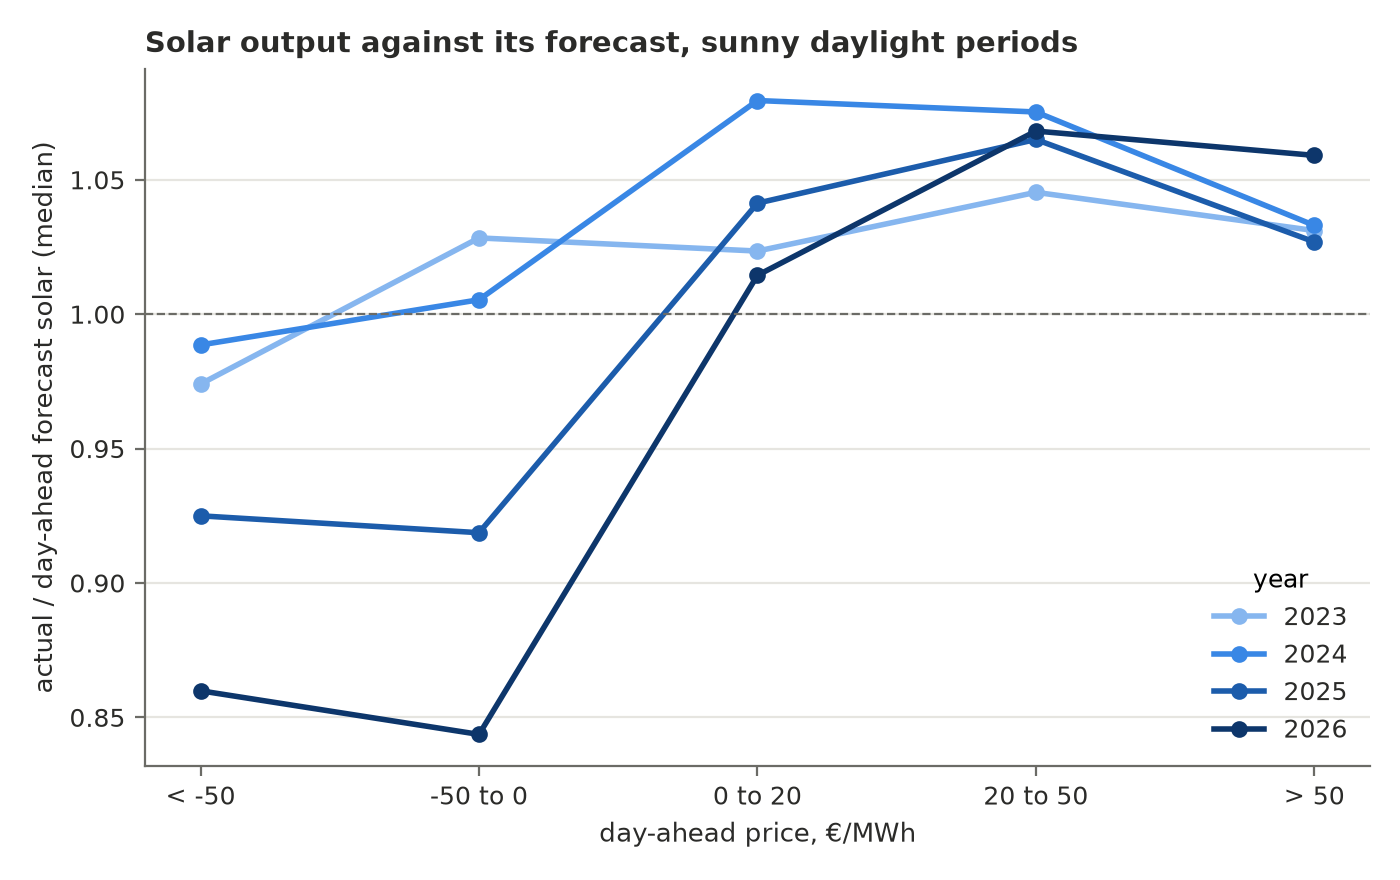 Solar output against its forecast, sunny daylight periods
actual / day-ahead forecast solar (median)
1.05
1.00
0.95
0.90
0.85
< -50
-50 to 0
0 to 20
20 to 50
> 50
day-ahead price, €/MWh
year
2023
2024
2025
2026